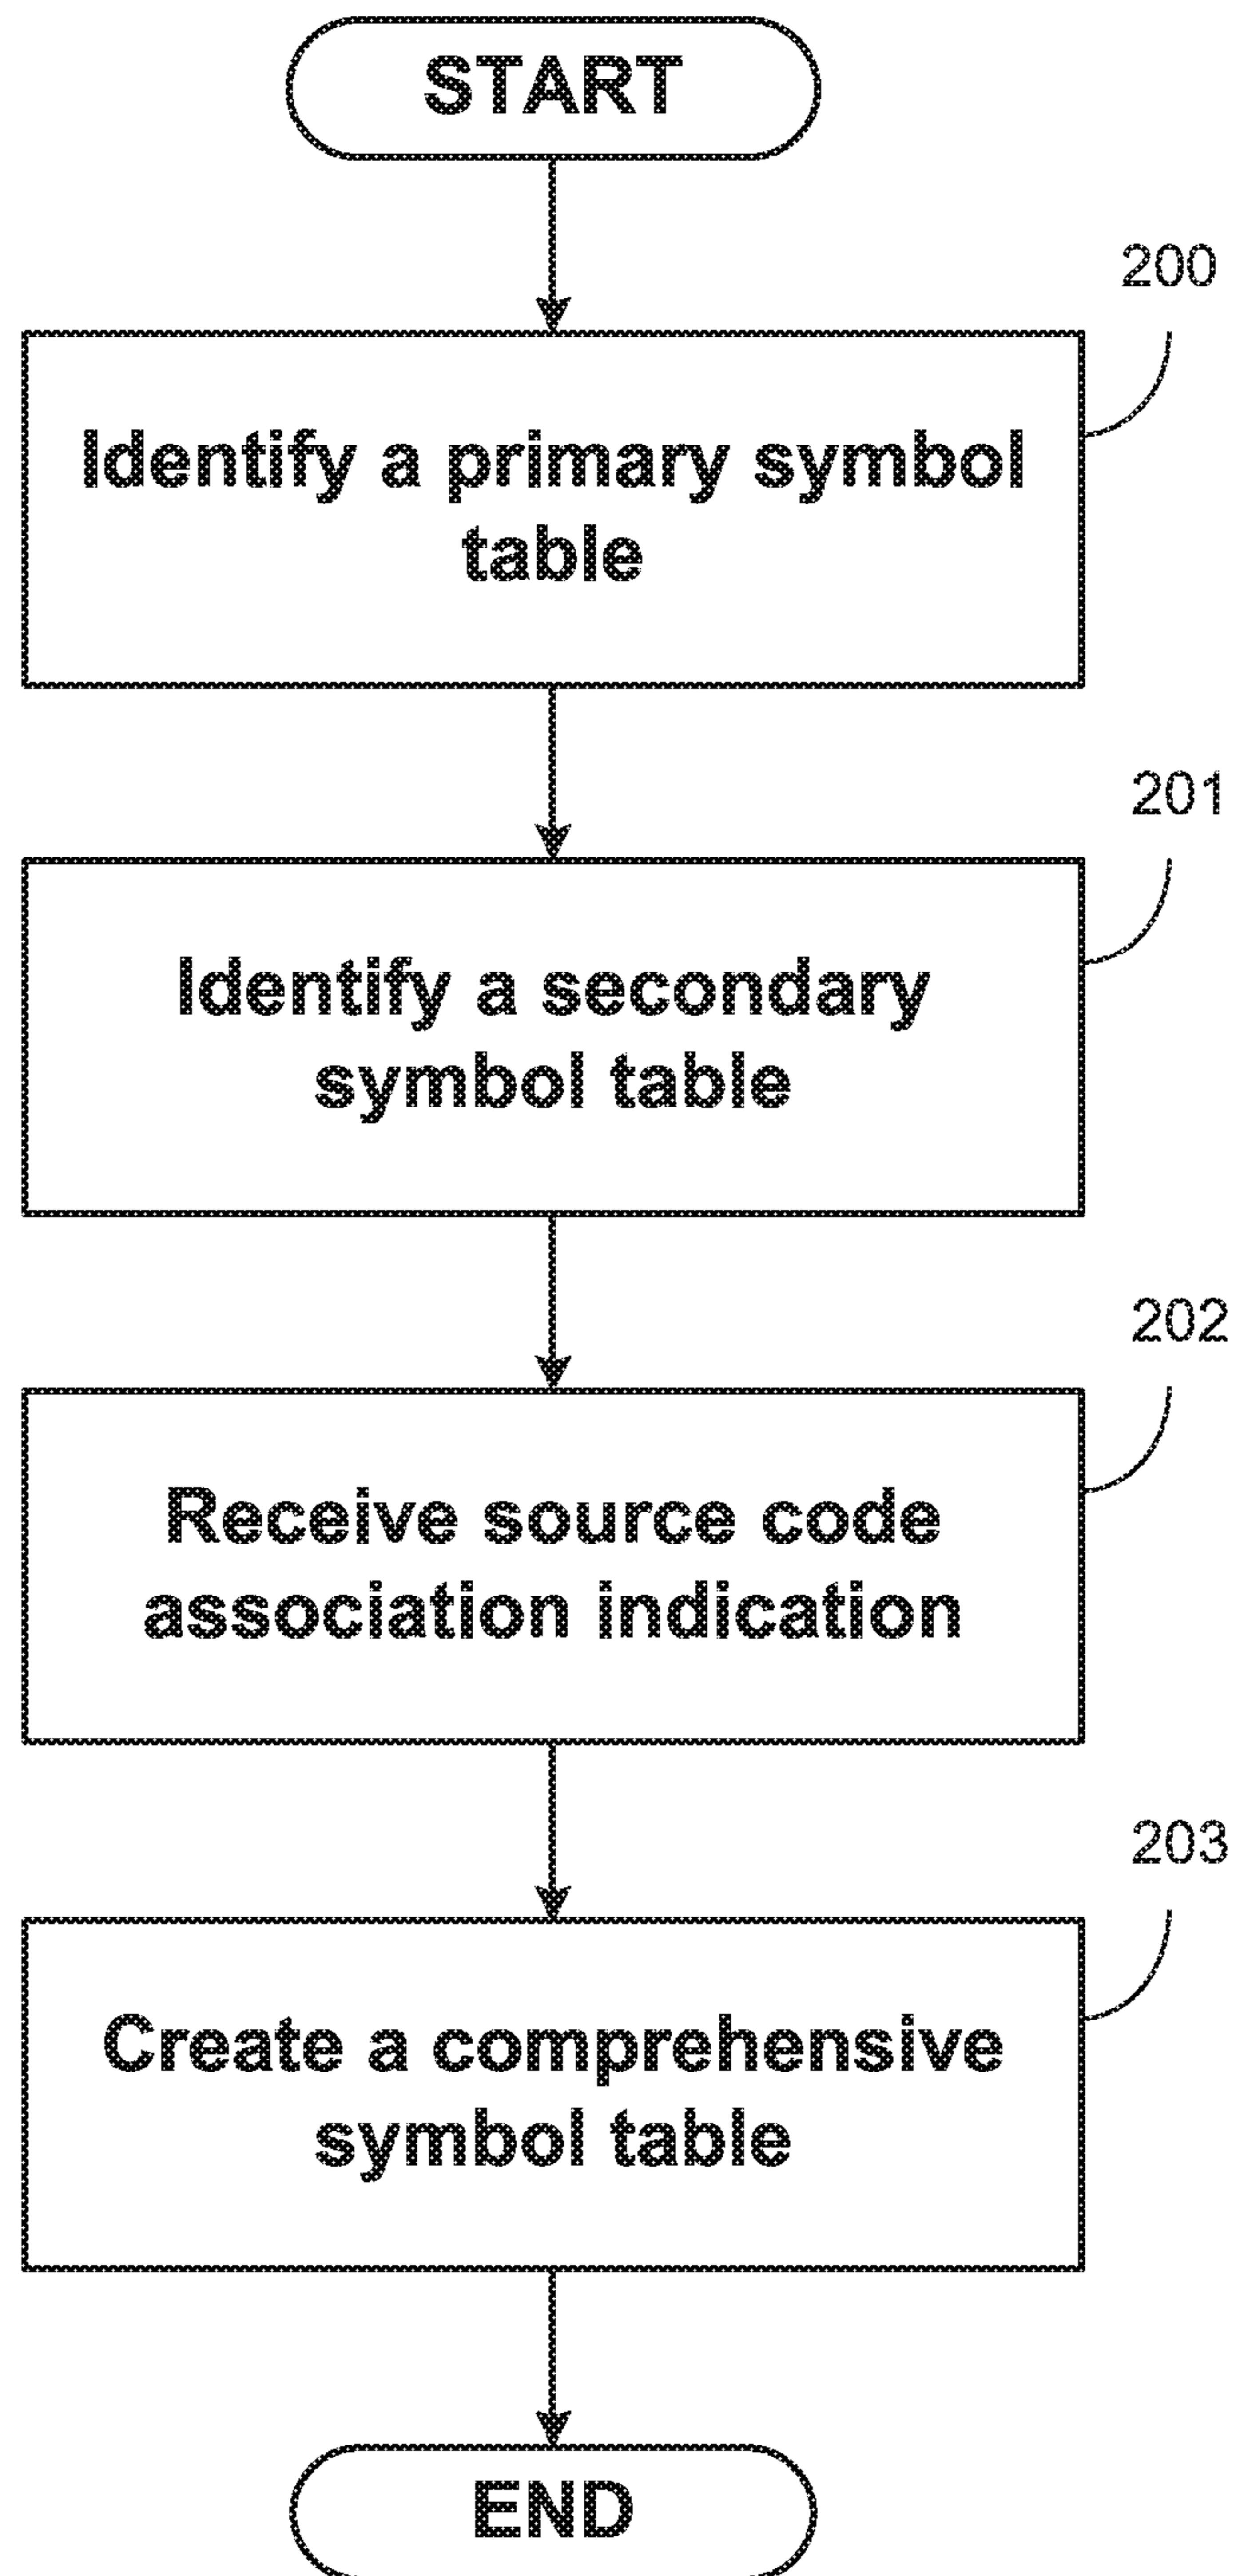 START
200
Identify a primary symbol
table
201
Identify a secondary
symbol table
202
Receive source code
association indication
203
Create a comprehensive
symbol table
END